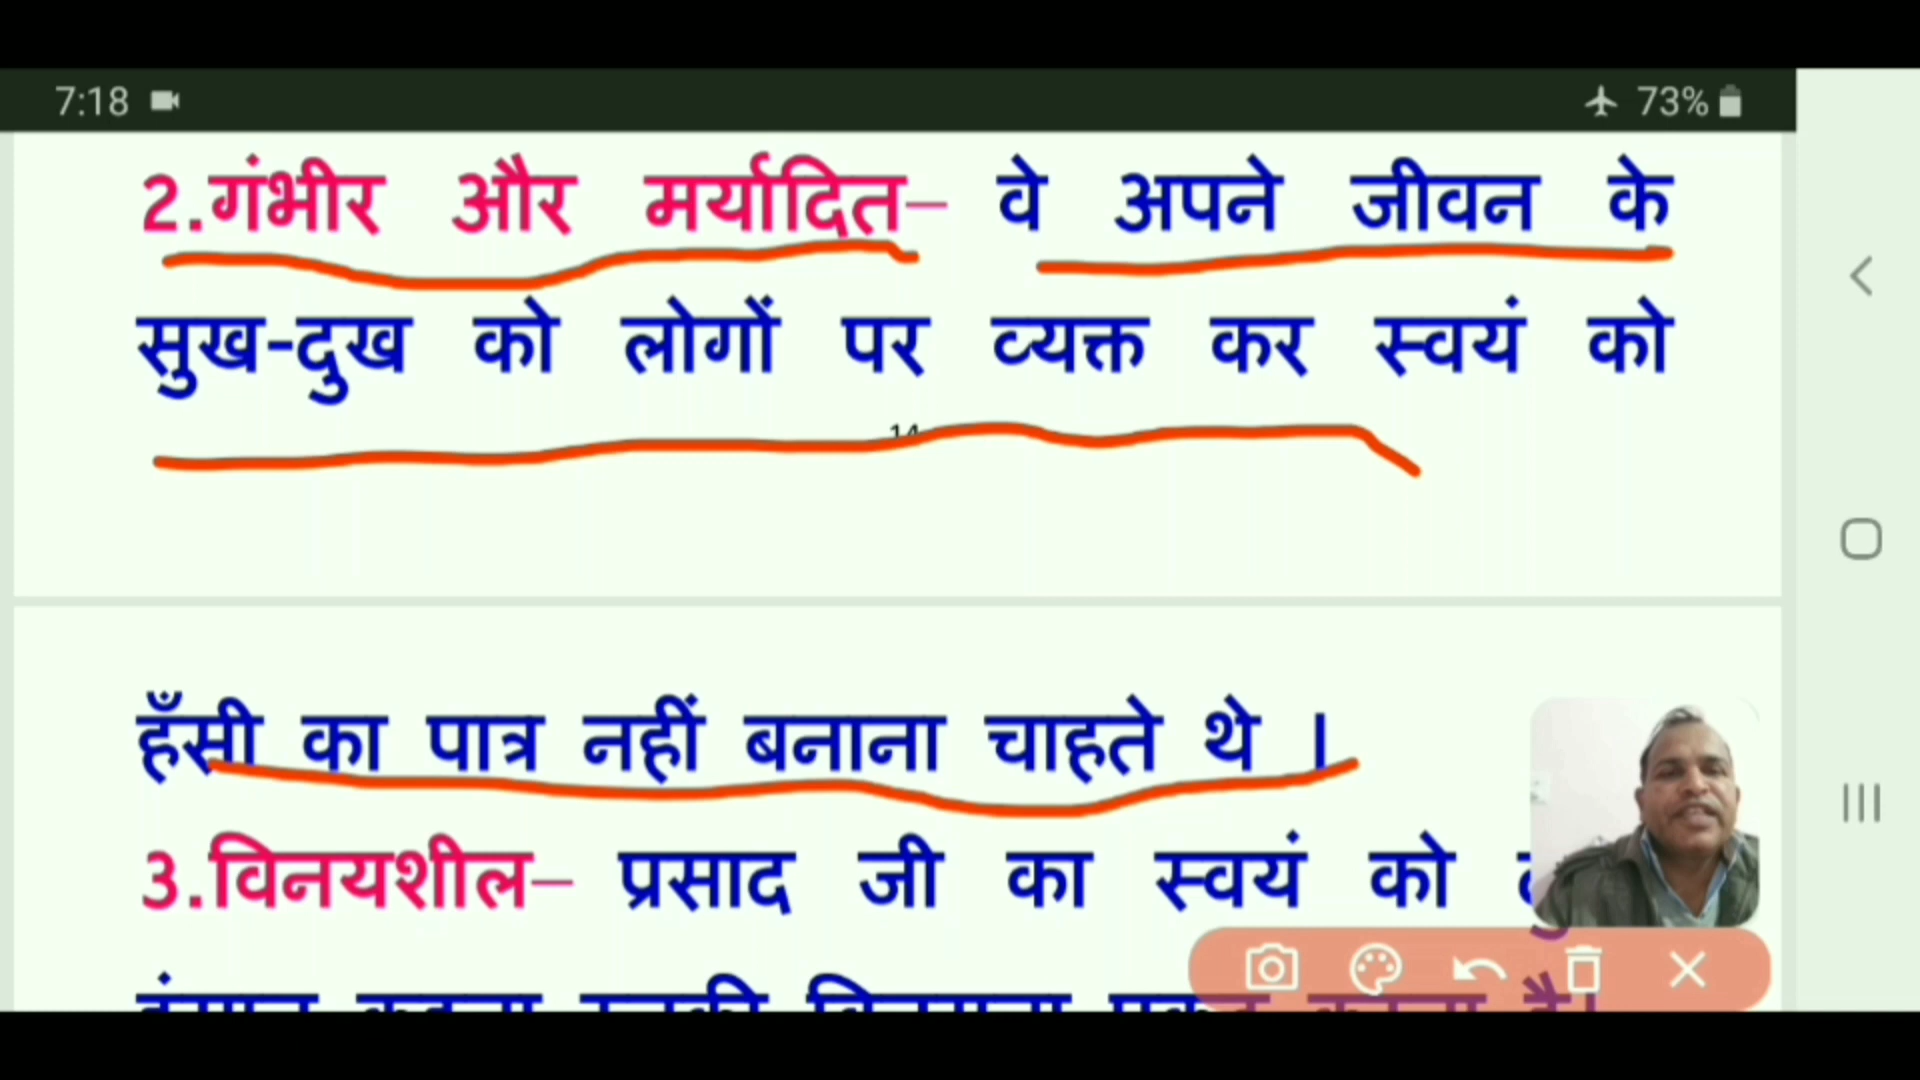 7:18
73%
2.गंभीर और मर्यादित– वे अपने जीवन के
सुख-दुख को लोगों पर व्यक्त कर स्वयं को
14
हँसी का पात्र नहीं बनाना चाहते थे ।
3.विनयशील– प्रसाद जी का स्वयं को